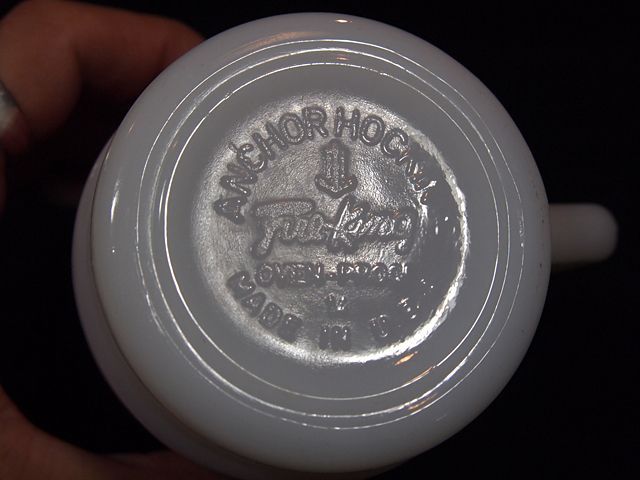 ANCHOR HOCKING
Fire-King
OVEN-PROOF
MADE IN U.S.A.